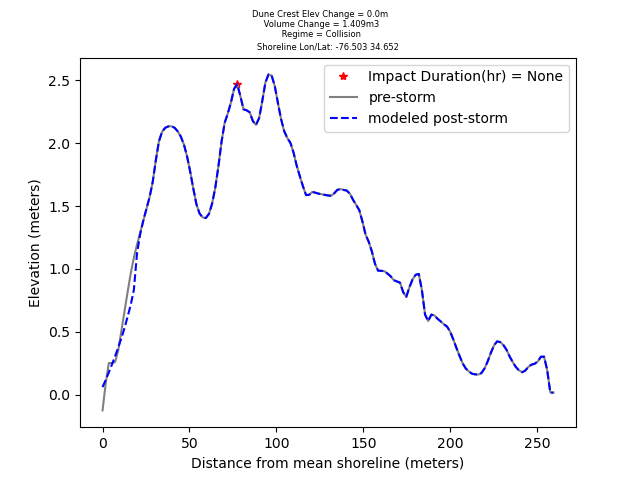 Dune Crest Elev Change = 0.0m
Volume Change = 1.409m3
Regime = Collision
Shoreline Lon/Lat: -76.503 34.652
Impact Duration(hr) = None
pre-storm
modeled post-storm
2.5
2.0
1.5
1.0
0.5
0.0
Elevation (meters)
0 50 100 150 200 250
Distance from mean shoreline (meters)